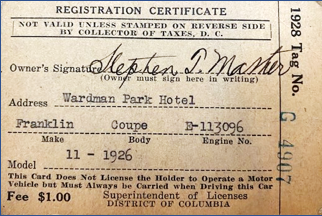 REGISTRATION CERTIFICATE
NOT VALID UNLESS STAMPED ON REVERSE SIDE
BY COLLECTOR OF TAXES, D. C.
Owner's Signature Stephen T. Mather
(Owner must sign here in writing)
Address Wardman Park Hotel
Franklin Coupe E-113096
Make Body Engine No.
Model 11 - 1926
This Card Does Not License the Holder to Operate a Motor
Vehicle but Must Always be Carried when Driving this Car
Fee $1.00 Superintendent of Licenses
DISTRICT OF COLUMBIA
1928 Tag No. G 4907